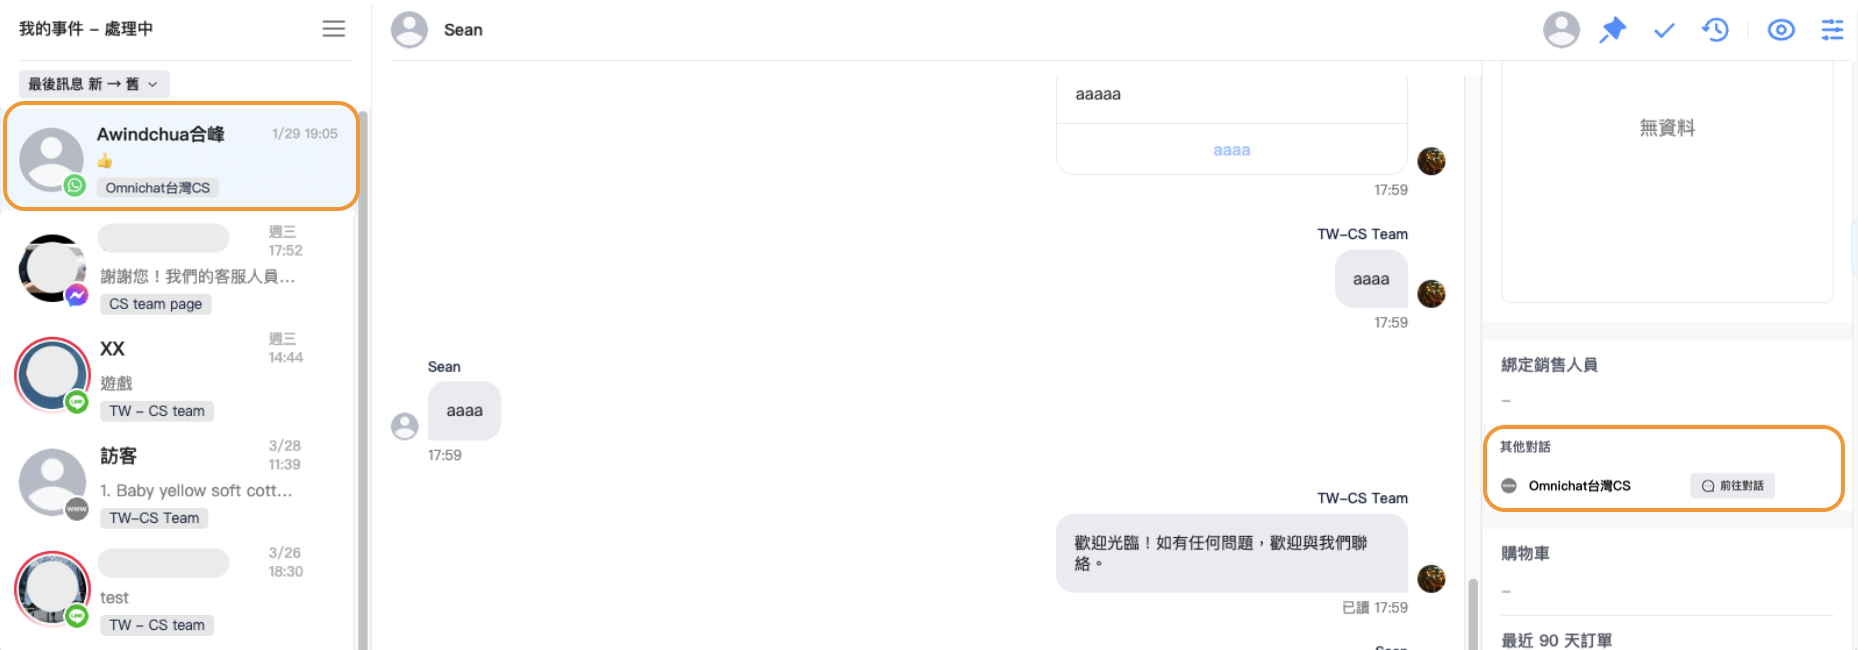 我的事件 – 處理中
最後訊息 新 → 舊
Awindchua合峰
1/29 19:05
Omnichat台灣CS
週三
17:52
謝謝您！我們的客服人員...
CS team page
XX
週三
14:44
遊戲
TW – CS team
訪客
3/28
11:39
1. Baby yellow soft cott...
www
TW–CS Team
3/26
18:30
test
TW – CS team
Sean
aaaaa
aaaa
17:59
TW–CS Team
aaaa
17:59
Sean
aaaa
17:59
TW–CS Team
歡迎光臨！如有任何問題，歡迎與我們聯
絡。
已讀 17:59
無資料
綁定銷售人員
–
其他對話
Omnichat台灣CS
前往對話
購物車
–
最近 90 天訂單